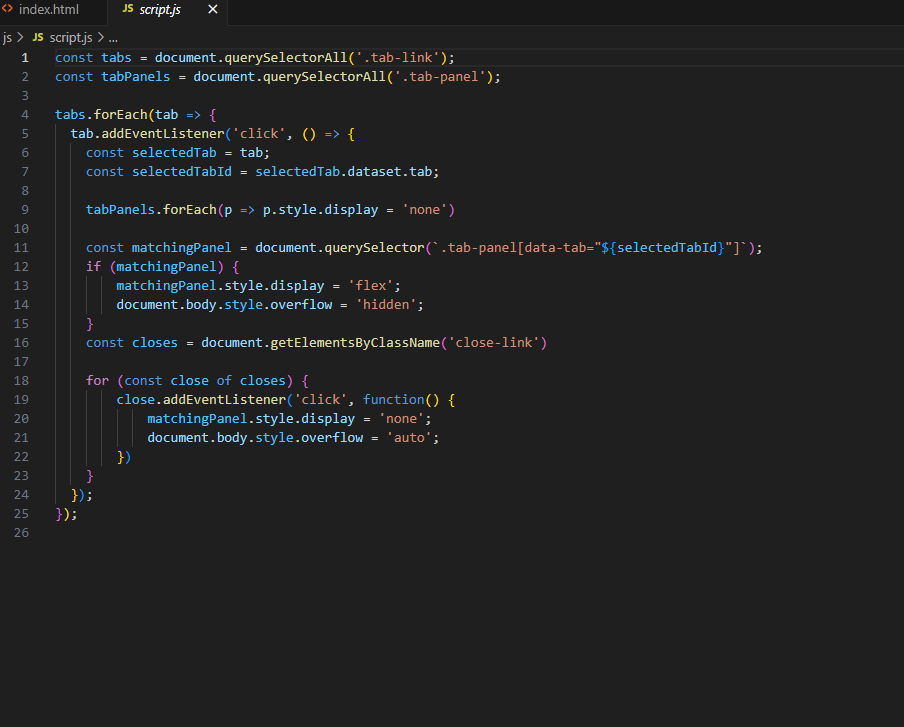 <> index.html
JS script.js ×
js > JS script.js > ...
1 const tabs = document.querySelectorAll('.tab-link');
2 const tabPanels = document.querySelectorAll('.tab-panel');
3
4 tabs.forEach(tab => {
5   tab.addEventListener('click', () => {
6     const selectedTab = tab;
7     const selectedTabId = selectedTab.dataset.tab;
8
9     tabPanels.forEach(p => p.style.display = 'none')
10
11     const matchingPanel = document.querySelector(`.tab-panel[data-tab="${selectedTabId}"]`);
12     if (matchingPanel) {
13         matchingPanel.style.display = 'flex';
14         document.body.style.overflow = 'hidden';
15     }
16     const closes = document.getElementsByClassName('close-link')
17
18     for (const close of closes) {
19         close.addEventListener('click', function() {
20             matchingPanel.style.display = 'none';
21             document.body.style.overflow = 'auto';
22         })
23     }
24   });
25 });
26